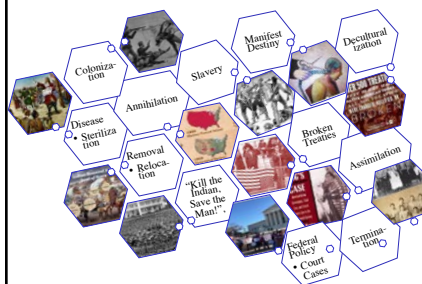 Coloniza-
tion
Slavery
Manifest
Destiny
Decultural
ization
Disease
• Steriliza
tion
Annihilation
Removal
• Reloca-
tion
"Kill the
Indian,
Save the
Man!".
Broken
Treaties
Assimilation
Federal
Policy
• Court
Cases
Termina-
tion